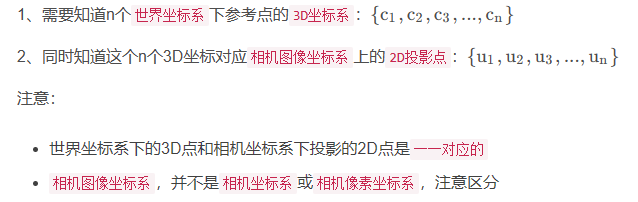 1、需要知道n个世界坐标系下参考点的3D坐标系：{c₁,c₂,c₃,...,cₙ}
2、同时知道这个n个3D坐标对应相机图像坐标系上的2D投影点：{u₁,u₂,u₃,...,uₙ}
注意：
• 世界坐标系下的3D点和相机坐标系下投影的2D点是一一对应的
• 相机图像坐标系，并不是相机坐标系或相机像素坐标系，注意区分